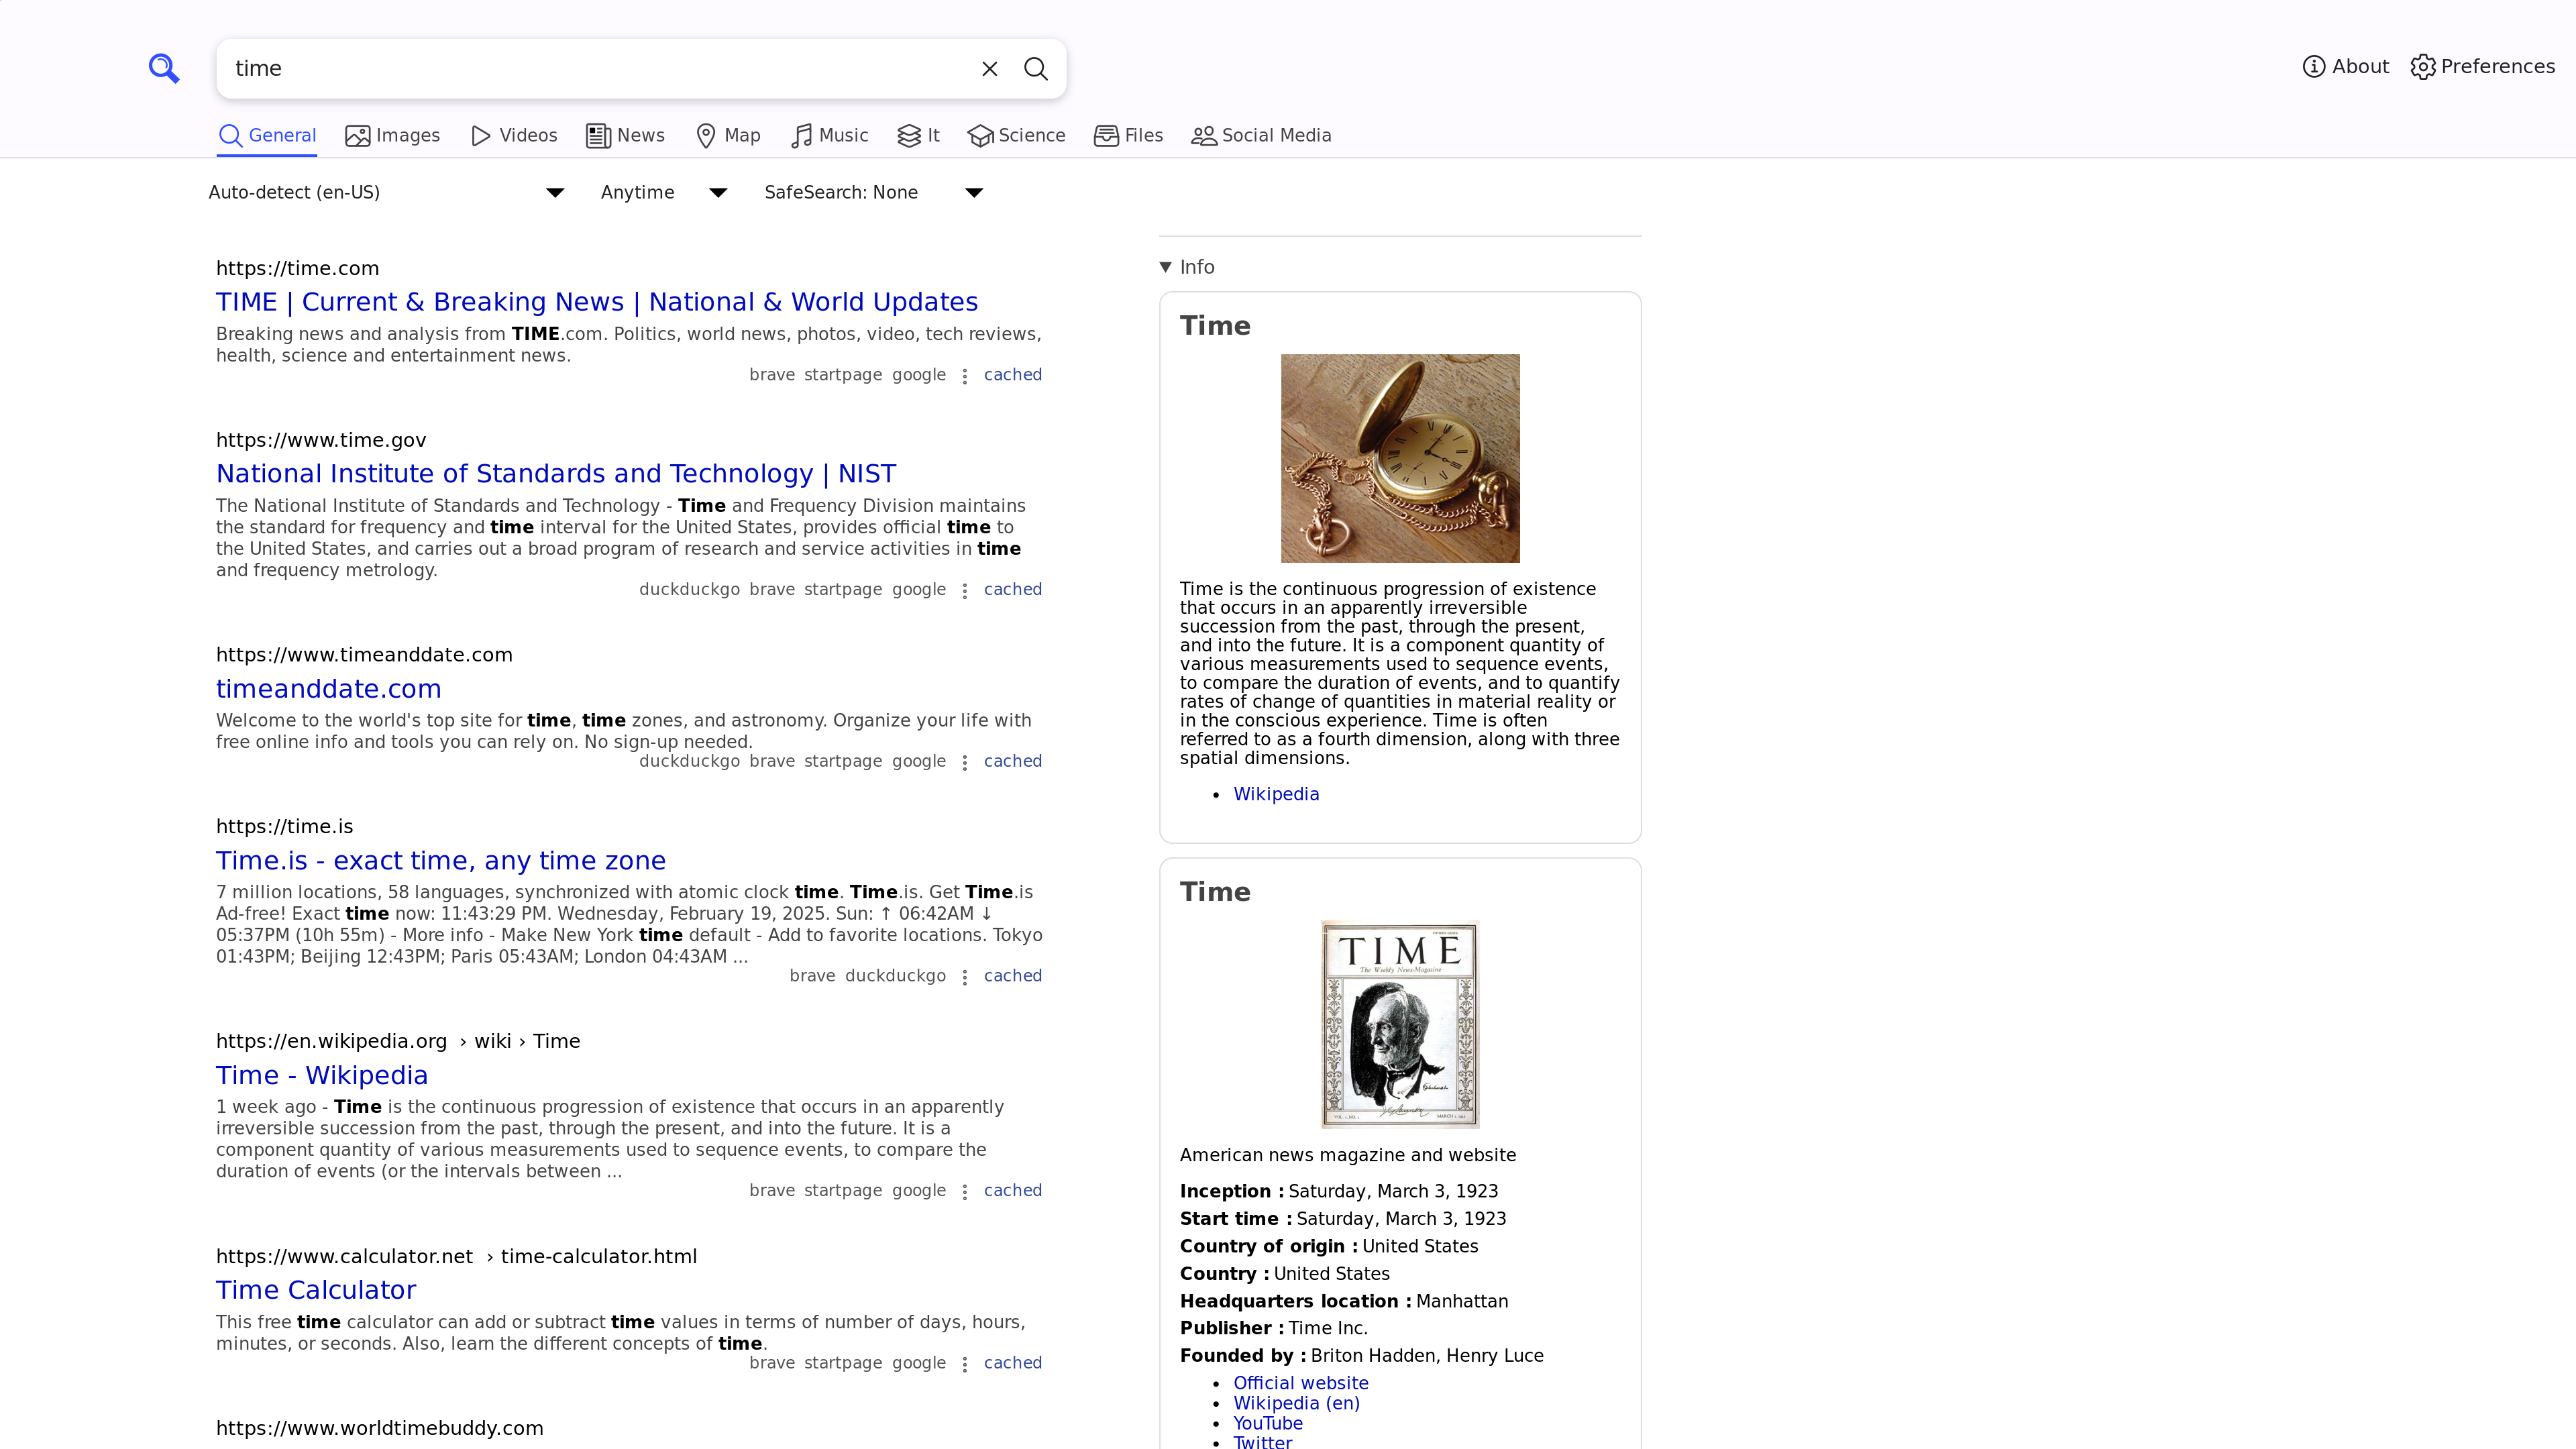 time
About
Preferences
General
Images
Videos
News
Map
Music
It
Science
Files
Social Media
Auto-detect (en-US)
Anytime
SafeSearch: None
https://time.com
TIME | Current & Breaking News | National & World Updates
Breaking news and analysis from TIME.com. Politics, world news, photos, video, tech reviews,
health, science and entertainment news.
brave startpage google cached
https://www.time.gov
National Institute of Standards and Technology | NIST
The National Institute of Standards and Technology - Time and Frequency Division maintains
the standard for frequency and time interval for the United States, provides official time to
the United States, and carries out a broad program of research and service activities in time
and frequency metrology.
duckduckgo brave startpage google cached
https://www.timeanddate.com
timeanddate.com
Welcome to the world's top site for time, time zones, and astronomy. Organize your life with
free online info and tools you can rely on. No sign-up needed.
duckduckgo brave startpage google cached
https://time.is
Time.is - exact time, any time zone
7 million locations, 58 languages, synchronized with atomic clock time. Time.is. Get Time.is
Ad-free! Exact time now: 11:43:29 PM. Wednesday, February 19, 2025. Sun: ↑ 06:42AM ↓
05:37PM (10h 55m) - More info - Make New York time default - Add to favorite locations. Tokyo
01:43PM; Beijing 12:43PM; Paris 05:43AM; London 04:43AM ...
brave duckduckgo cached
https://en.wikipedia.org › wiki › Time
Time - Wikipedia
1 week ago - Time is the continuous progression of existence that occurs in an apparently
irreversible succession from the past, through the present, and into the future. It is a
component quantity of various measurements used to sequence events, to compare the
duration of events (or the intervals between ...
brave startpage google cached
https://www.calculator.net › time-calculator.html
Time Calculator
This free time calculator can add or subtract time values in terms of number of days, hours,
minutes, or seconds. Also, learn the different concepts of time.
brave startpage google cached
https://www.worldtimebuddy.com
Info
Time
Time is the continuous progression of existence
that occurs in an apparently irreversible
succession from the past, through the present,
and into the future. It is a component quantity of
various measurements used to sequence events,
to compare the duration of events, and to quantify
rates of change of quantities in material reality or
in the conscious experience. Time is often
referred to as a fourth dimension, along with three
spatial dimensions.
• Wikipedia
Time
TIME
The Weekly News-Magazine
American news magazine and website
Inception : Saturday, March 3, 1923
Start time : Saturday, March 3, 1923
Country of origin : United States
Country : United States
Headquarters location : Manhattan
Publisher : Time Inc.
Founded by : Briton Hadden, Henry Luce
• Official website
• Wikipedia (en)
• YouTube
• Twitter